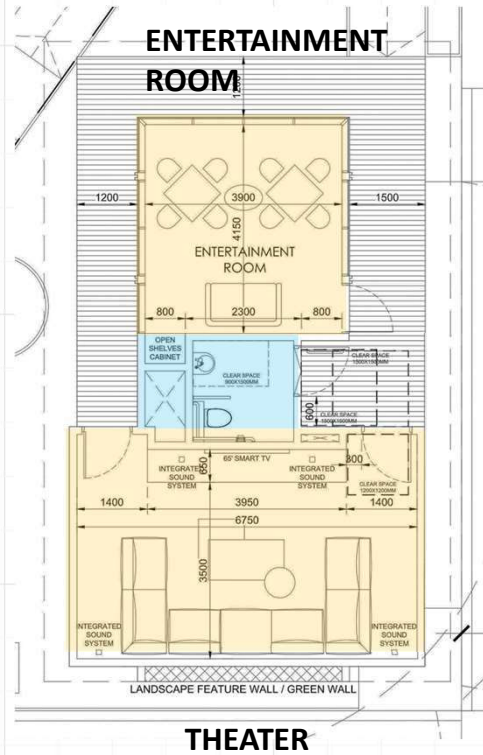 ENTERTAINMENT
ROOM
1200
1200
3900
1500
4150
ENTERTAINMENT
ROOM
800
2300
800
OPEN
SHELVES
CABINET
CLEAR SPACE
900X1500MM
CLEAR SPACE
1500X1500MM
600
CLEAR SPACE
65' SMART TV
INTEGRATED
SOUND
SYSTEM
650
INTEGRATED
SOUND
SYSTEM
300
CLEAR SPACE
1200X1200MM
1400
3950
1400
6750
3500
INTEGRATED
SOUND
SYSTEM
INTEGRATED
SOUND
SYSTEM
LANDSCAPE FEATURE WALL / GREEN WALL
THEATER